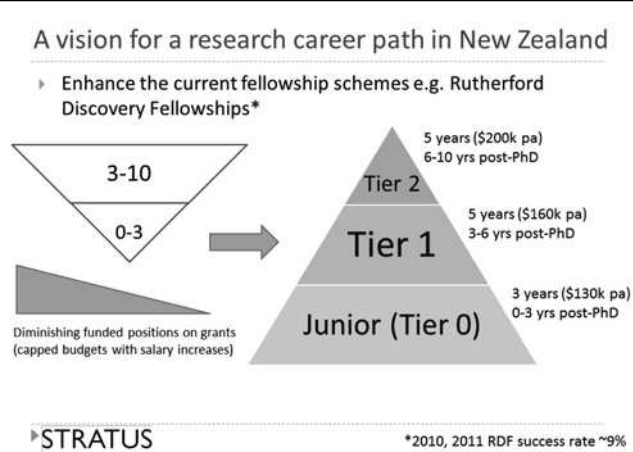 A vision for a research career path in New Zealand
Enhance the current fellowship schemes e.g. Rutherford
Discovery Fellowships*
3-10
0-3
Diminishing funded positions on grants
(capped budgets with salary increases)
5 years ($200k pa)
6-10 yrs post-PhD
Tier 2
5 years ($160k pa)
3-6 yrs post-PhD
Tier 1
3 years ($130k pa)
0-3 yrs post-PhD
Junior (Tier 0)
STRATUS
*2010, 2011 RDF success rate ~9%